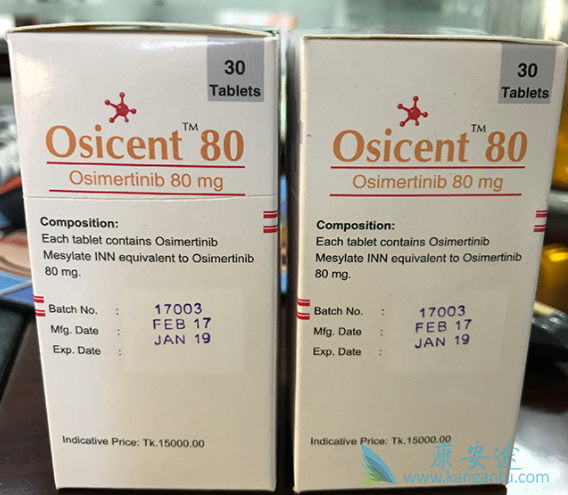 30
Tablets
Osicent™ 80
Osimertinib 80 mg
Composition:
Each tablet contains Osimertinib
Mesylate INN equivalent to Osimertinib
80 mg.
Batch No. : 17003
Mfg. Date : FEB 17
Exp. Date : JAN 19
Indicative Price: Tk.15000.00
30
Tablets
Osicent™ 80
Osimertinib 80 mg
Composition:
Each tablet contains Osimertinib
Mesylate INN equivalent to Osimertinib
80 mg.
Batch No. : 17003
Mfg. Date : FEB 17
Exp. Date : JAN 19
Indicative Price: Tk.15000.00
康安途
www.kangantu.com